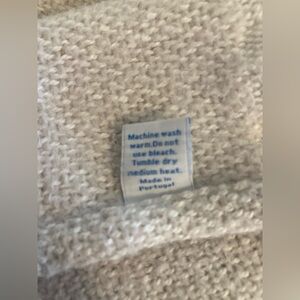 Machine wash
warm.Do not
use bleach.
Tumble dry
medium heat.
Made in
Portugal